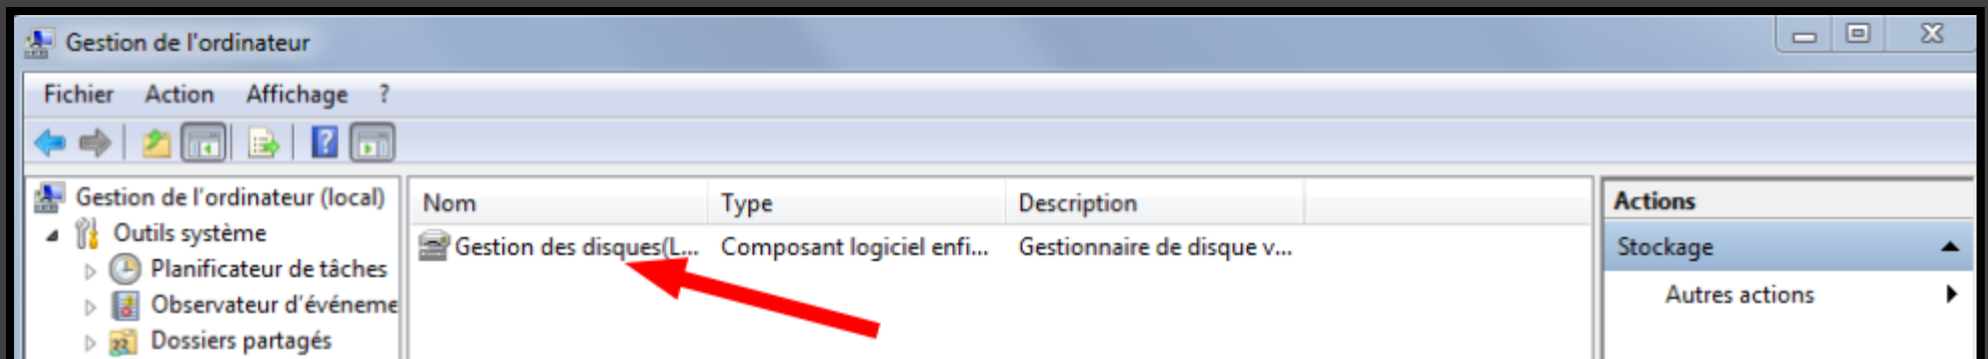 Gestion de l'ordinateur
Fichier Action Affichage ?
Gestion de l'ordinateur (local)
Outils système
Planificateur de tâches
Observateur d'événeme
Dossiers partagés
Nom Type Description
Gestion des disques(L... Composant logiciel enfi... Gestionnaire de disque v...
Actions
Stockage
Autres actions